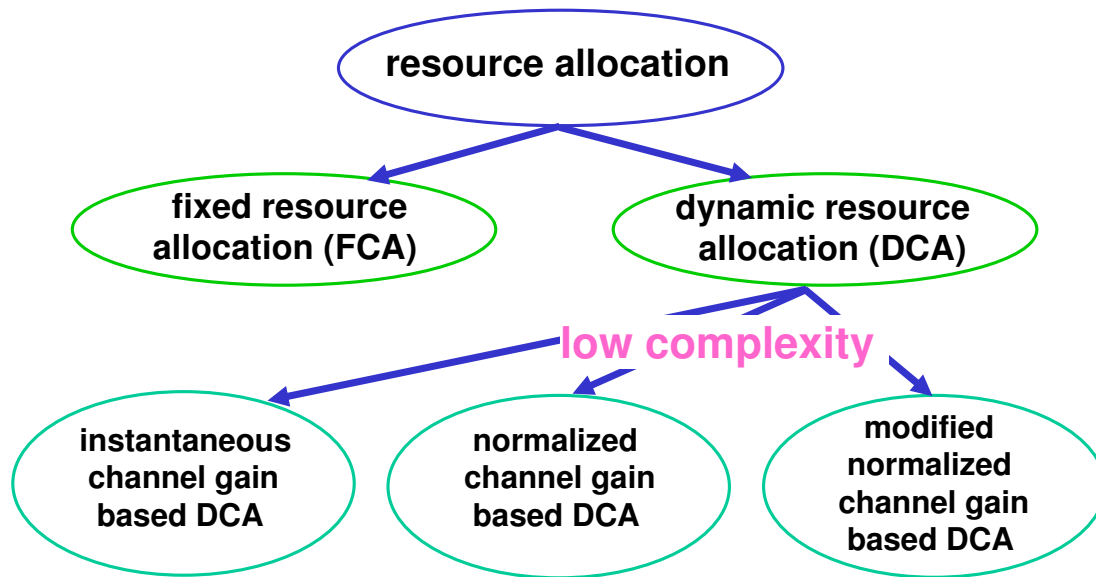 resource allocation
fixed resource
allocation (FCA)
dynamic resource
allocation (DCA)
low complexity
instantaneous
channel gain
based DCA
normalized
channel gain
based DCA
modified
normalized
channel gain
based DCA